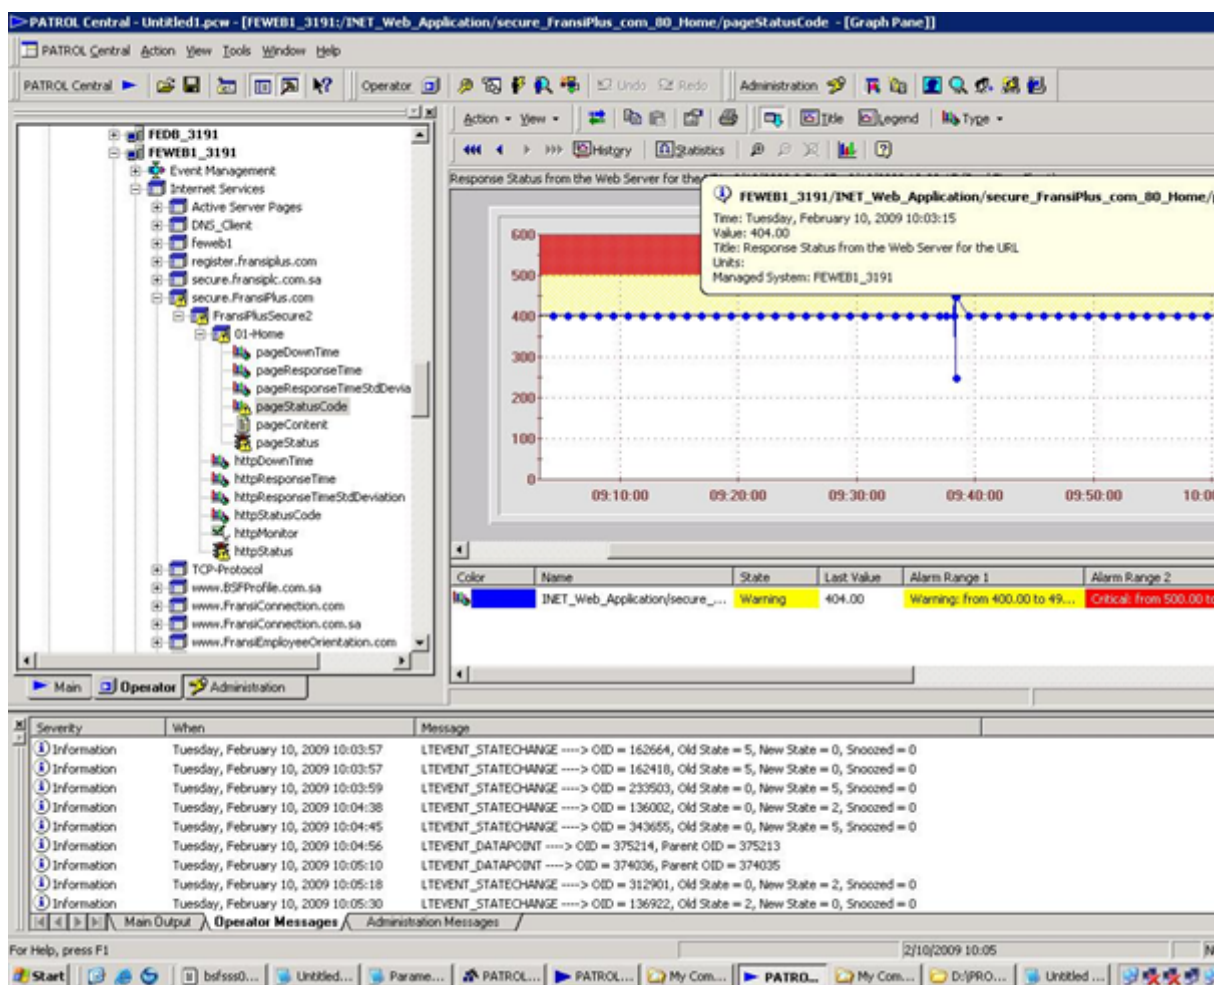 PATROL Central - Untitled1.pcw - [FEWEB1_3191:/INET_Web_Application/secure_FransiPlus_com_80_Home/pageStatusCode - [Graph Pane]]
PATROL Central Action View Tools Window Help
PATROL Central Operator Undo Redo Administration
Action View Title Legend Type
History Statistics
FEDB_3191
FEWEB1_3191
Event Management
Internet Services
Active Server Pages
DNS_Client
feweb1
register.fransiplus.com
secure.fransiplc.com.sa
secure.FransiPlus.com
FransiPlusSecure2
01-Home
pageDownTime
pageResponseTime
pageResponseTimeStdDevia
pageStatusCode
pageContent
pageStatus
httpDownTime
httpResponseTime
httpResponseTimeStdDeviation
httpStatusCode
httpMonitor
httpStatus
TCP-Protocol
www.BSFProfile.com.sa
www.FransiConnection.com
www.FransiConnection.com.sa
www.FransiEmployeeOrientation.com
Main Operator Administration
Response Status from the Web Server for the
FEWEB1_3191/INET_Web_Application/secure_FransiPlus_com_80_Home/
Time: Tuesday, February 10, 2009 10:03:15
Value: 404.00
Title: Response Status from the Web Server for the URL
Units:
Managed System: FEWEB1_3191
600
500
400
300
200
100
0
09:10:00 09:20:00 09:30:00 09:40:00 09:50:00 10:0
Color Name State Last Value Alarm Range 1 Alarm Range 2
INET_Web_Application/secure_... Warning 404.00 Warning: from 400.00 to 49... Critical: from 500.00 to
Severity When Message
Information Tuesday, February 10, 2009 10:03:57 LTEVENT_STATECHANGE ----> OID = 162664, Old State = 5, New State = 0, Snoozed = 0
Information Tuesday, February 10, 2009 10:03:57 LTEVENT_STATECHANGE ----> OID = 162418, Old State = 5, New State = 0, Snoozed = 0
Information Tuesday, February 10, 2009 10:03:59 LTEVENT_STATECHANGE ----> OID = 233503, Old State = 0, New State = 5, Snoozed = 0
Information Tuesday, February 10, 2009 10:04:38 LTEVENT_STATECHANGE ----> OID = 136002, Old State = 0, New State = 2, Snoozed = 0
Information Tuesday, February 10, 2009 10:04:45 LTEVENT_STATECHANGE ----> OID = 343655, Old State = 0, New State = 5, Snoozed = 0
Information Tuesday, February 10, 2009 10:04:56 LTEVENT_DATAPOINT ----> OID = 375214, Parent OID = 375213
Information Tuesday, February 10, 2009 10:05:10 LTEVENT_DATAPOINT ----> OID = 374036, Parent OID = 374035
Information Tuesday, February 10, 2009 10:05:18 LTEVENT_STATECHANGE ----> OID = 312901, Old State = 0, New State = 2, Snoozed = 0
Information Tuesday, February 10, 2009 10:05:30 LTEVENT_STATECHANGE ----> OID = 136922, Old State = 2, New State = 0, Snoozed = 0
Main Output Operator Messages Administration Messages
For Help, press F1 2/10/2009 10:05 N
Start bsfsss0... Untitled... Parame... PATROL... PATROL... My Com... PATRO... My Com... D:\PRO... Untitled ...